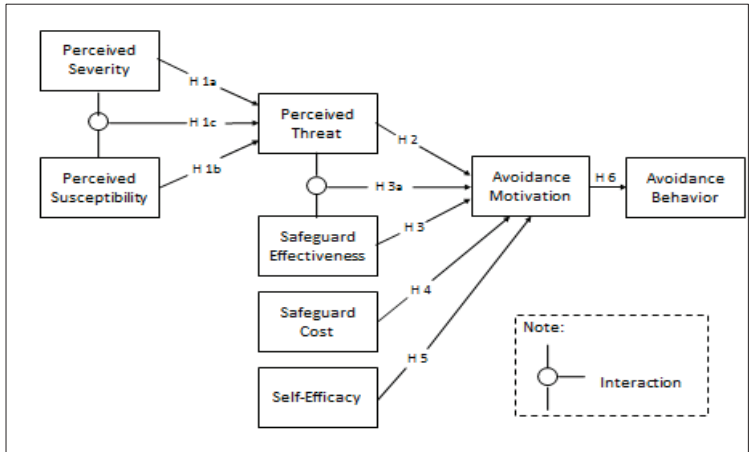 Perceived
Severity
H 1a
Perceived
Threat
H 1c
H 2
H 1b
Perceived
Susceptibility
Avoidance
Motivation
H 6
Avoidance
Behavior
H 3a
H 3
Safeguard
Effectiveness
H 4
Safeguard
Cost
Note:
H 5
Interaction
Self-Efficacy